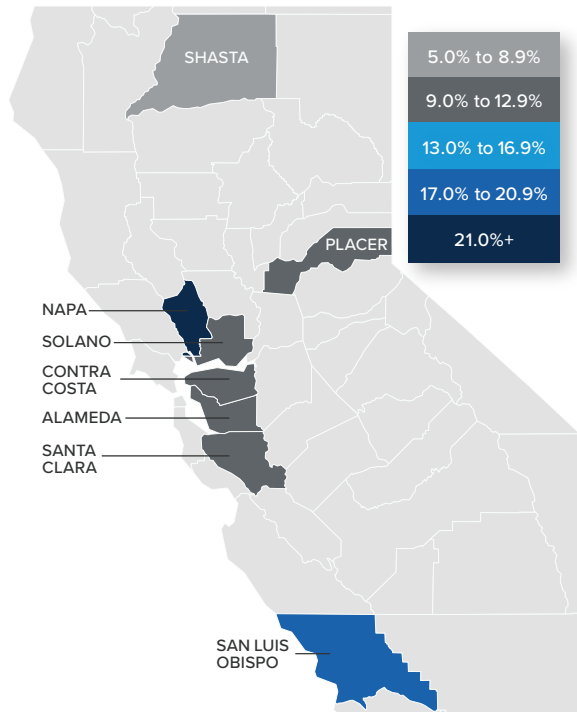 SHASTA
5.0% to 8.9%
9.0% to 12.9%
13.0% to 16.9%
17.0% to 20.9%
21.0%+
PLACER
NAPA
SOLANO
CONTRA
COSTA
ALAMEDA
SANTA
CLARA
SAN LUIS
OBISPO